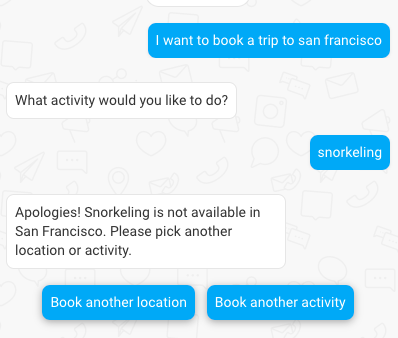 I want to book a trip to san francisco
What activity would you like to do?
snorkeling
Apologies! Snorkeling is not available in
San Francisco. Please pick another
location or activity.
Book another location
Book another activity